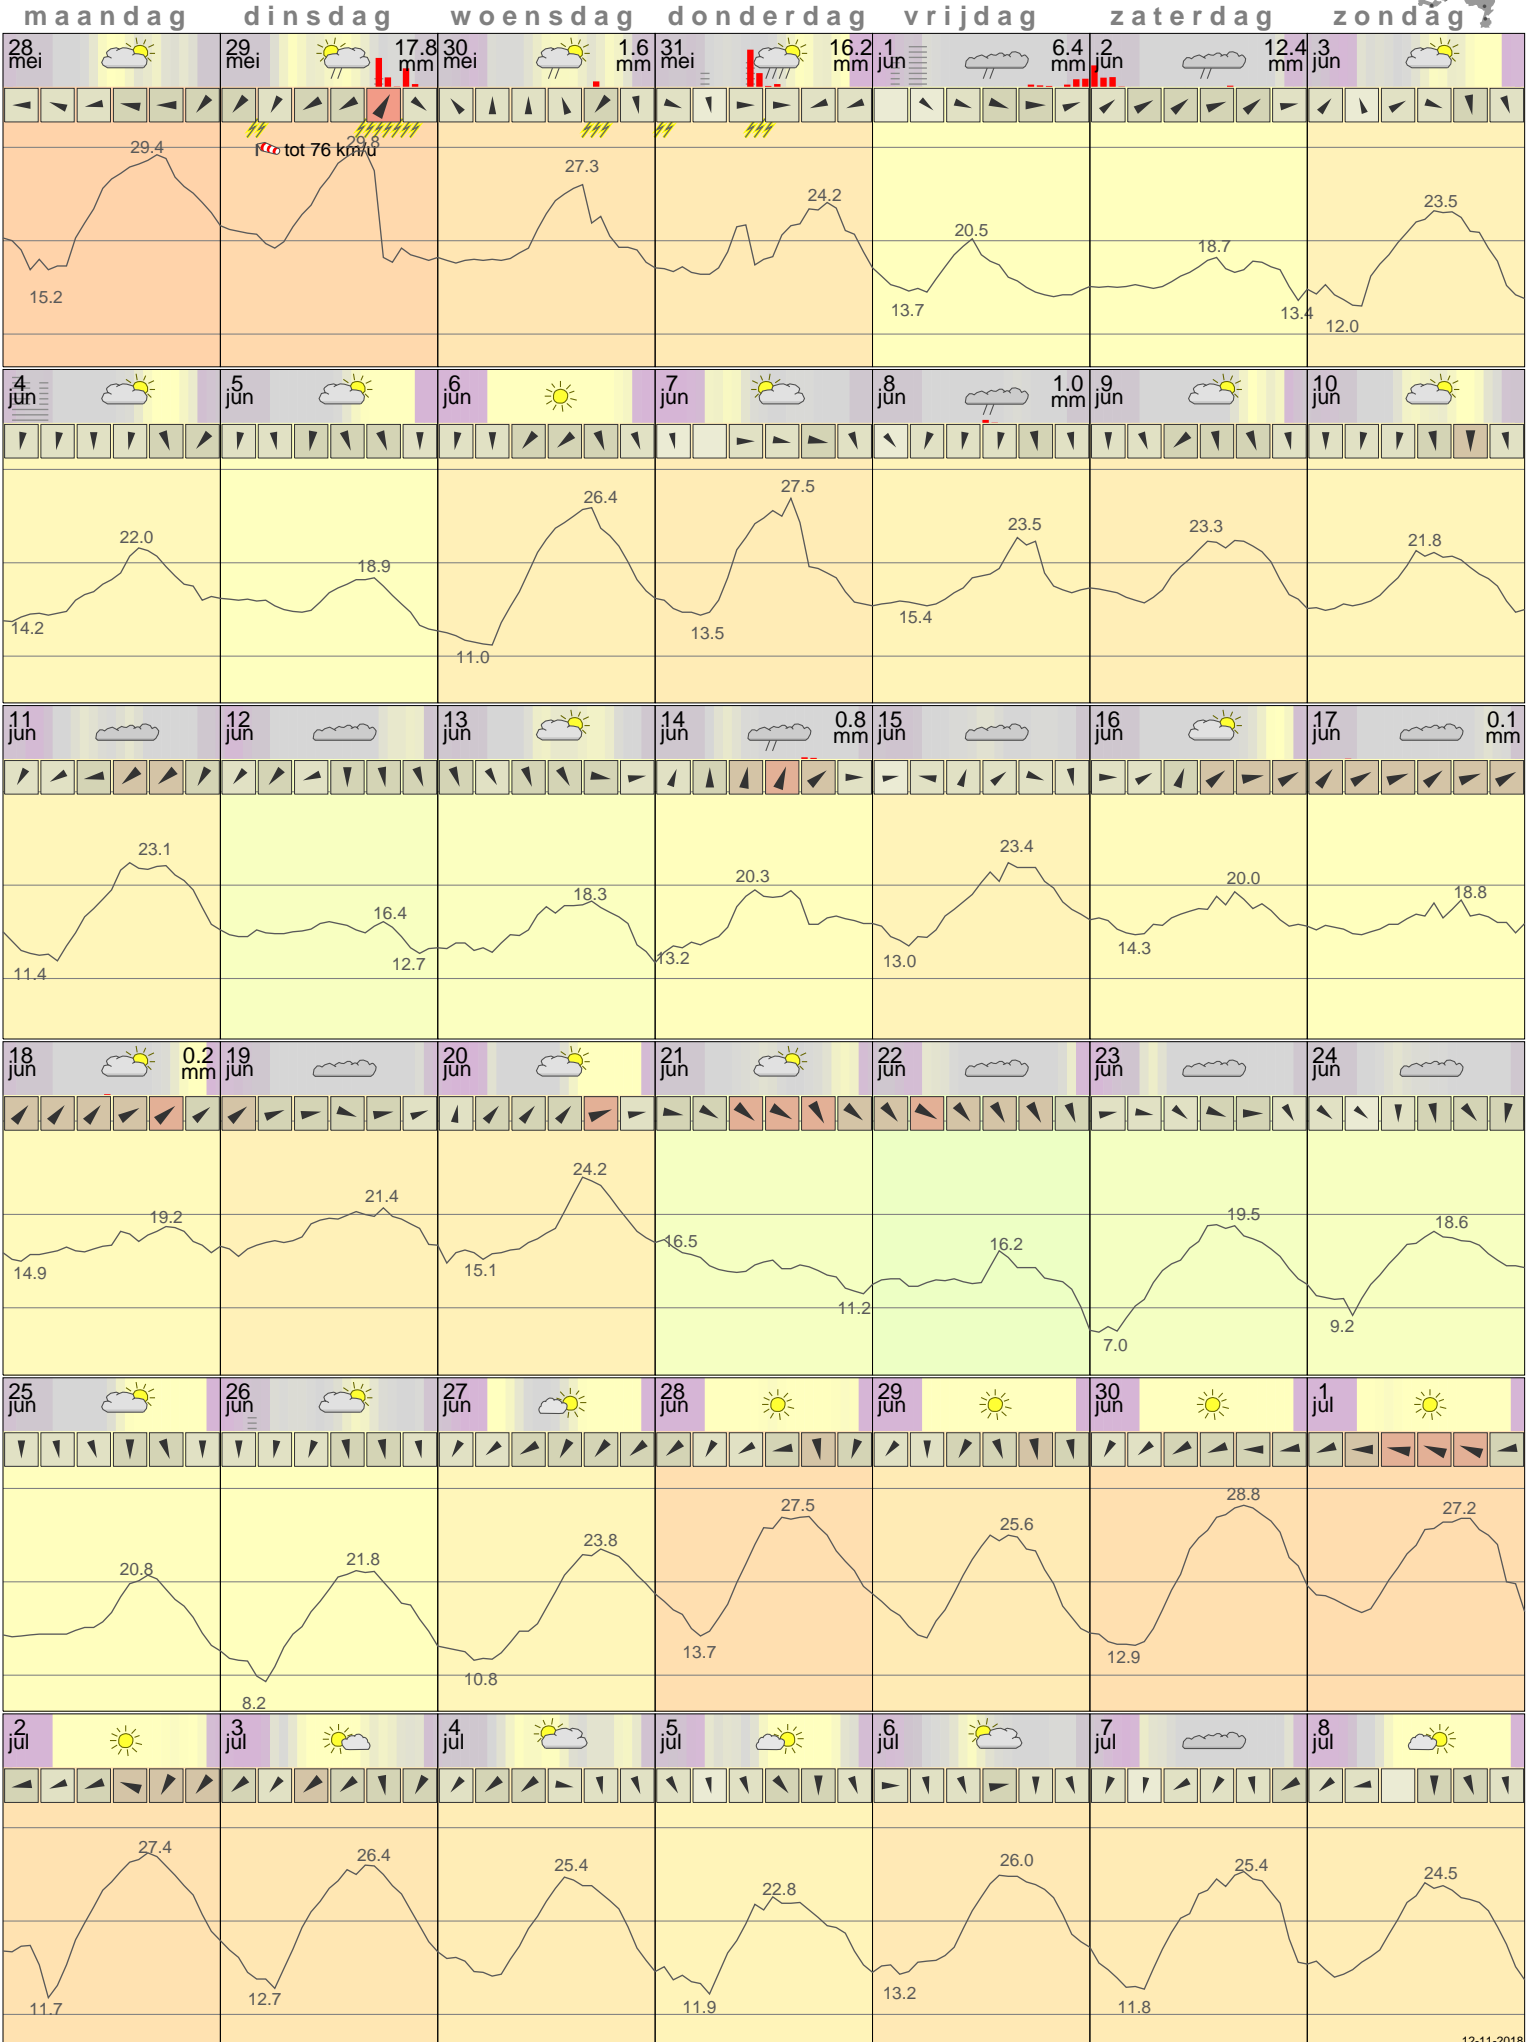 maandag dinsdag woensdag donderdag vrijdag zaterdag zondag
28 mei
29 mei 17.8 mm
30 mei 1.6 mm
31 mei 16.2 mm
1 jun 6.4 mm
2 jun 12.4 mm
3 jun
tot 76 km/u
29.4 29.8 27.3 24.2 20.5 18.7 23.5
15.2 13.7 13.4 12.0
4 jun
5 jun
6 jun
7 jun
8 jun 1.0 mm
9 jun
10 jun
22.0 18.9 26.4 27.5 23.5 23.3 21.8
14.2 11.0 13.5 15.4
11 jun
12 jun
13 jun
14 jun 0.8 mm
15 jun
16 jun
17 jun 0.1 mm
23.1 16.4 18.3 20.3 23.4 20.0 18.8
11.4 12.7 13.2 13.0 14.3
18 jun 0.2 mm
19 jun
20 jun
21 jun
22 jun
23 jun
24 jun
19.2 21.4 24.2 16.5 16.2 19.5 18.6
14.9 15.1 11.2 7.0 9.2
25 jun
26 jun
27 jun
28 jun
29 jun
30 jun
1 jul
20.8 21.8 23.8 27.5 25.6 28.8 27.2
8.2 10.8 13.7 12.9
2 jul
3 jul
4 jul
5 jul
6 jul
7 jul
8 jul
27.4 26.4 25.4 22.8 26.0 25.4 24.5
11.7 12.7 11.9 13.2 11.8
12-11-2018